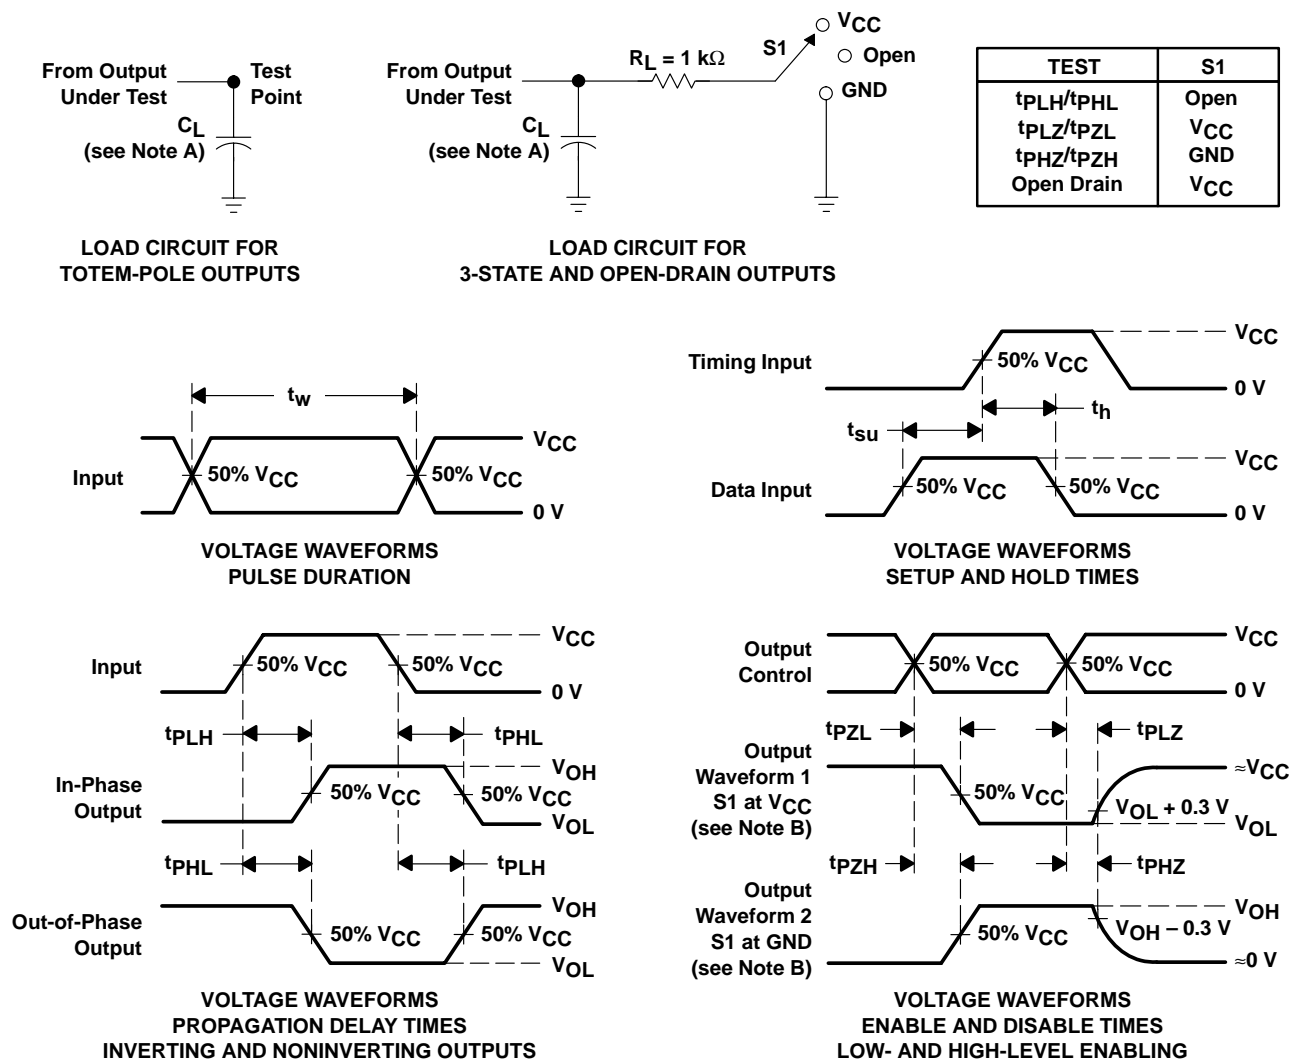 From Output
Under Test
Test
Point
CL
(see Note A)
LOAD CIRCUIT FOR
TOTEM-POLE OUTPUTS
From Output
Under Test
RL = 1 kΩ
S1
VCC
Open
GND
CL
(see Note A)
LOAD CIRCUIT FOR
3-STATE AND OPEN-DRAIN OUTPUTS
TEST S1
tPLH/tPHL Open
tPLZ/tPZL VCC
tPHZ/tPZH GND
Open Drain VCC
tw
Input
50% VCC
50% VCC
VCC
0 V
VOLTAGE WAVEFORMS
PULSE DURATION
Timing Input
50% VCC
VCC
0 V
tsu
th
Data Input
50% VCC
50% VCC
VCC
0 V
VOLTAGE WAVEFORMS
SETUP AND HOLD TIMES
Input
50% VCC
50% VCC
VCC
0 V
tPLH
tPHL
In-Phase
Output
50% VCC
50% VCC
VOH
VOL
tPHL
tPLH
Out-of-Phase
Output
50% VCC
50% VCC
VOH
VOL
VOLTAGE WAVEFORMS
PROPAGATION DELAY TIMES
INVERTING AND NONINVERTING OUTPUTS
Output
Control
50% VCC
50% VCC
VCC
0 V
tPZL
tPLZ
Output
Waveform 1
S1 at VCC
(see Note B)
50% VCC
VOL + 0.3 V
≈VCC
VOL
tPZH
tPHZ
Output
Waveform 2
S1 at GND
(see Note B)
50% VCC
VOH − 0.3 V
VOH
≈0 V
VOLTAGE WAVEFORMS
ENABLE AND DISABLE TIMES
LOW- AND HIGH-LEVEL ENABLING